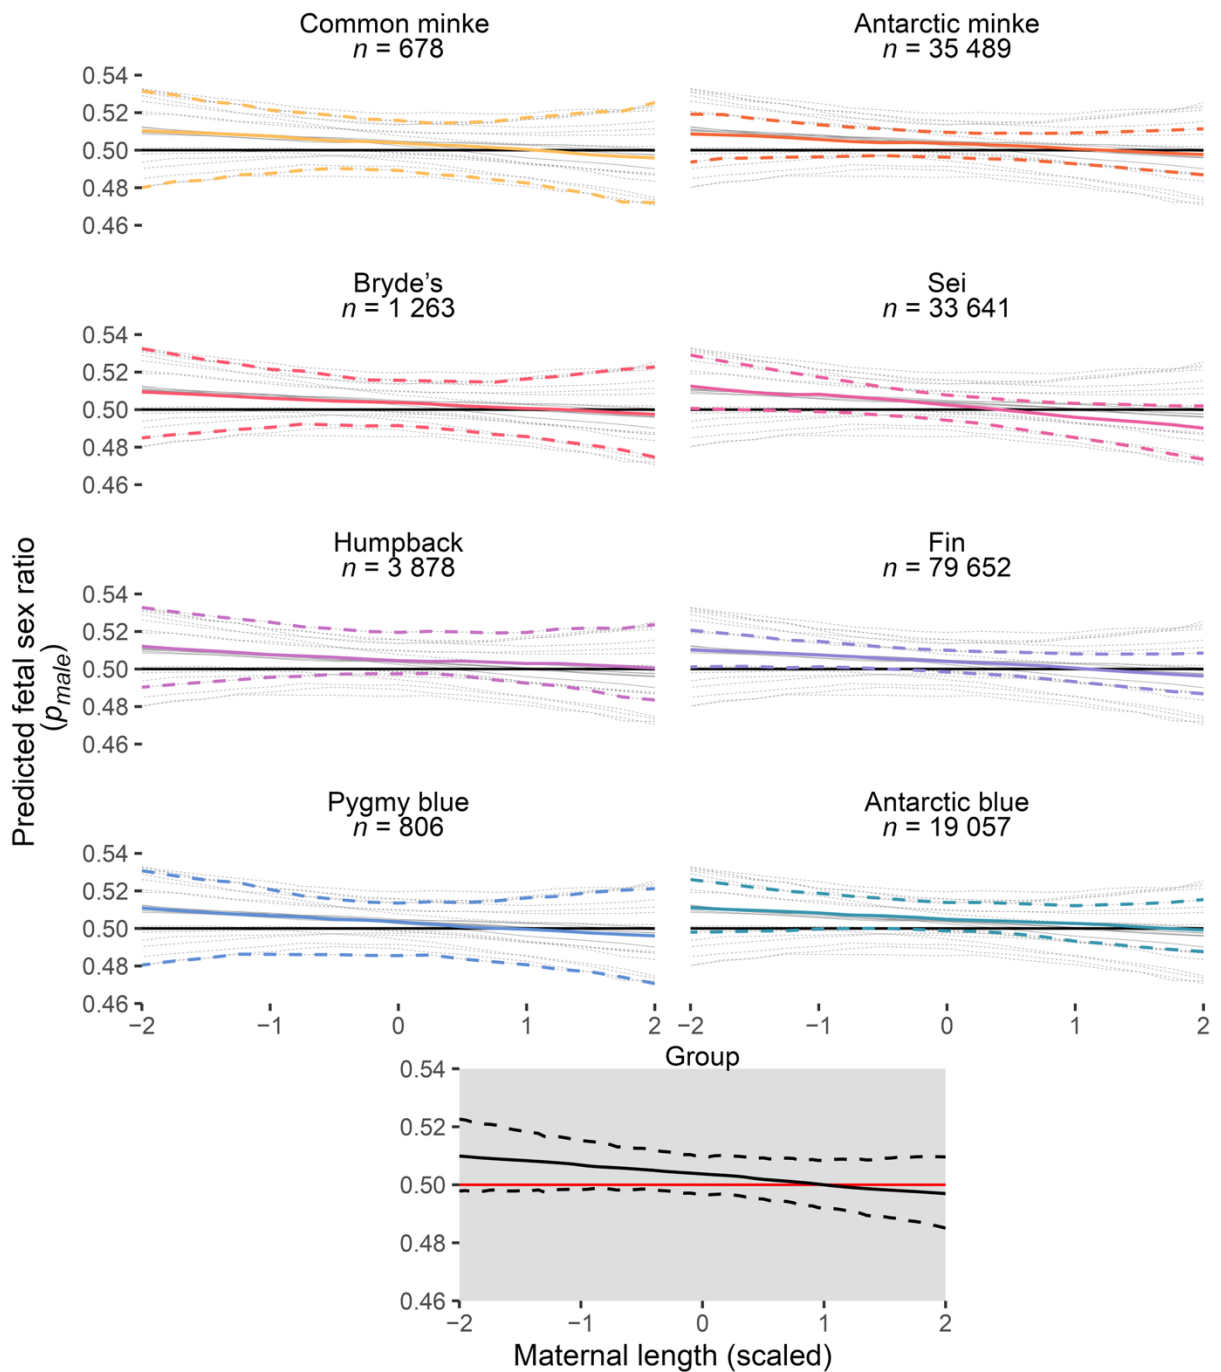 Common minke
n = 678
Antarctic minke
n = 35 489
0.54
0.52
0.50
0.48
0.46
Bryde’s
n = 1 263
Sei
n = 33 641
0.54
0.52
0.50
0.48
0.46
Humpback
n = 3 878
Fin
n = 79 652
0.54
0.52
0.50
0.48
0.46
Predicted fetal sex ratio
(pmale)
Pygmy blue
n = 806
Antarctic blue
n = 19 057
0.54
0.52
0.50
0.48
0.46
−2 −1 0 1 2
−2 −1 0 1 2
Group
0.54
0.52
0.50
0.48
0.46
−2 −1 0 1 2
Maternal length (scaled)